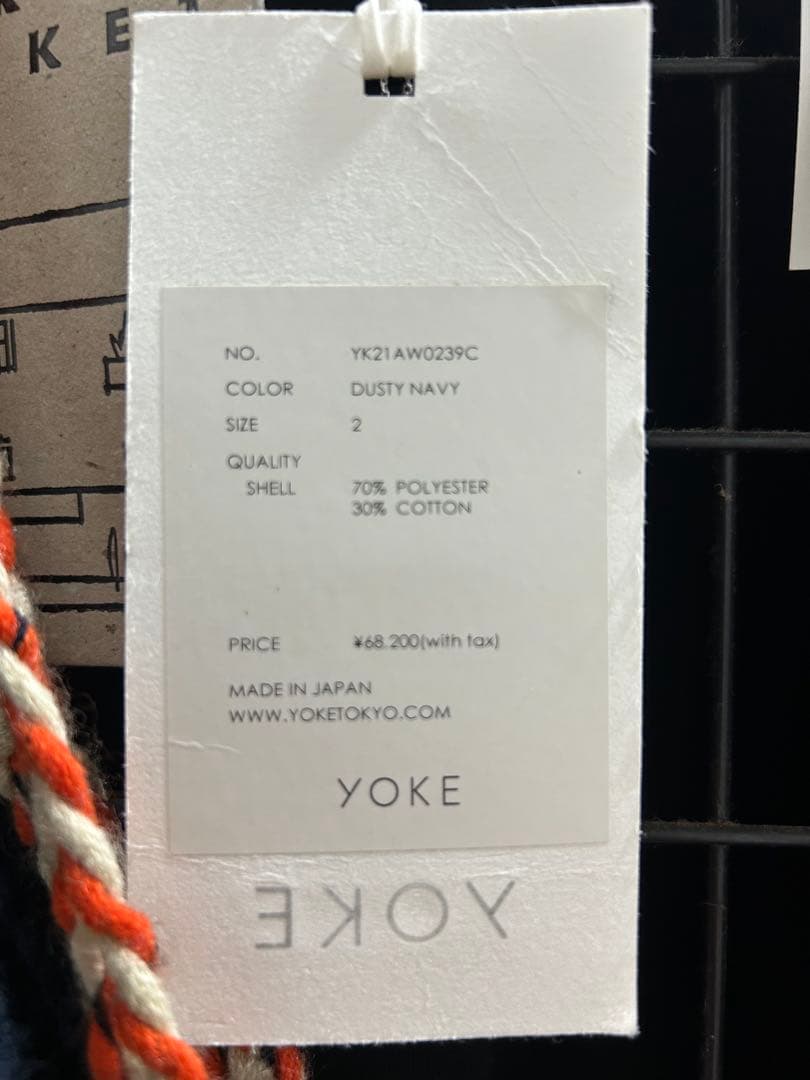 K E T
NO. YK21AW0239C
COLOR DUSTY NAVY
SIZE 2
QUALITY
SHELL 70% POLYESTER
30% COTTON
PRICE ¥68.200(with tax)
MADE IN JAPAN
WWW.YOKETOKYO.COM
YOKE
YOKE